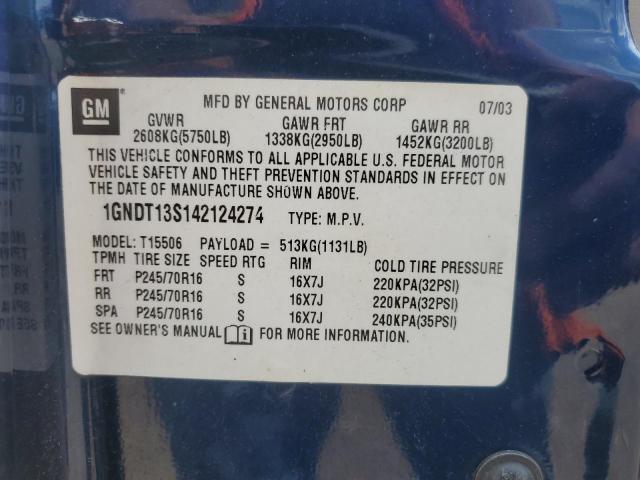 GM ® MFD BY GENERAL MOTORS CORP 07/03
GVWR GAWR FRT GAWR RR
2608KG(5750LB) 1338KG(2950LB) 1452KG(3200LB)
THIS VEHICLE CONFORMS TO ALL APPLICABLE U.S. FEDERAL MOTOR
VEHICLE SAFETY AND THEFT PREVENTION STANDARDS IN EFFECT ON
THE DATE OF MANUFACTURE SHOWN ABOVE.
1GNDT13S142124274 TYPE: M.P.V.
MODEL: T15506 PAYLOAD = 513KG(1131LB)
TPMH TIRE SIZE SPEED RTG RIM COLD TIRE PRESSURE
FRT P245/70R16 S 16X7J 220KPA(32PSI)
RR P245/70R16 S 16X7J 220KPA(32PSI)
SPA P245/70R16 S 16X7J 240KPA(35PSI)
SEE OWNER'S MANUAL FOR MORE INFORMATION.